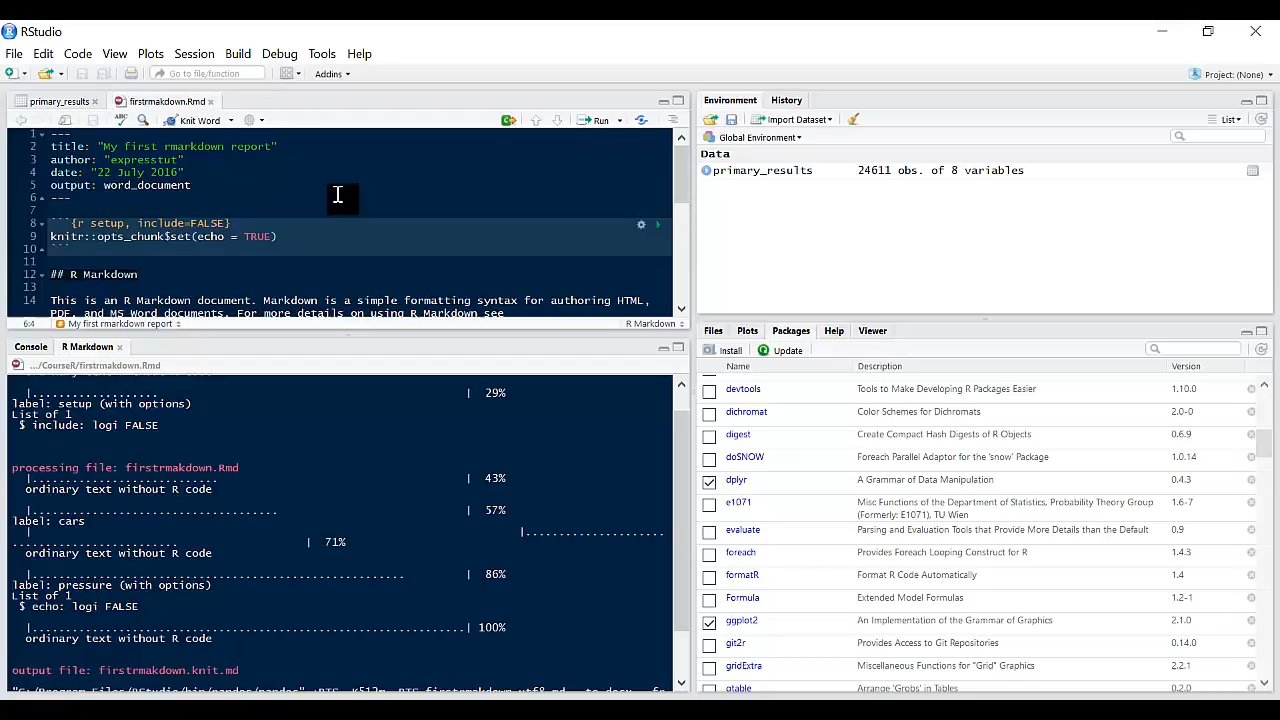 RStudio
File Edit Code View Plots Session Build Debug Tools Help
Go to file/function
Addins
Project: (None)
primary_results
firstrmakdown.Rmd
ABC
Knit Word
Run
1 ---
2 title: "My first rmarkdown report"
3 author: "expresstut"
4 date: "22 July 2016"
5 output: word_document
6 ---
7
8 ```{r setup, include=FALSE}
9 knitr::opts_chunk$set(echo = TRUE)
10 ```
11
12 ## R Markdown
13
14 This is an R Markdown document. Markdown is a simple formatting syntax for authoring HTML,
PDF, and MS Word documents. For more details on using R Markdown see
6:4 My first rmarkdown report R Markdown
Console R Markdown
.../CourseR/firstrmakdown.Rmd
|................... | 29%
label: setup (with options)
List of 1
$ include: logi FALSE
processing file: firstrmakdown.Rmd
|............................ | 43%
ordinary text without R code
|..................................... | 57%
label: cars
| |.....................
......................... | 71%
ordinary text without R code
|........................................................ | 86%
label: pressure (with options)
List of 1
$ echo: logi FALSE
|.................................................................| 100%
ordinary text without R code
output file: firstrmakdown.knit.md
Environment History
Import Dataset
List
Global Environment
Data
primary_results 24611 obs. of 8 variables
Files Plots Packages Help Viewer
Install Update
Name Description Version
devtools Tools to Make Developing R Packages Easier 1.10.0
dichromat Color Schemes for Dichromats 2.0-0
digest Create Compact Hash Digests of R Objects 0.6.9
doSNOW Foreach Parallel Adaptor for the 'snow' Package 1.0.14
dplyr A Grammar of Data Manipulation 0.4.3
e1071 Misc Functions of the Department of Statistics, Probability Theory Group 1.6-7
(Formerly: E1071), TU Wien
evaluate Parsing and Evaluation Tools that Provide More Details than the Default 0.9
foreach Provides Foreach Looping Construct for R 1.4.3
formatR Format R Code Automatically 1.4
Formula Extended Model Formulas 1.2-1
ggplot2 An Implementation of the Grammar of Graphics 2.1.0
git2r Provides Access to Git Repositories 0.14.0
gridExtra Miscellaneous Functions for "Grid" Graphics 2.2.1
gtable Arrange 'Grobs' in Tables 0.2.0